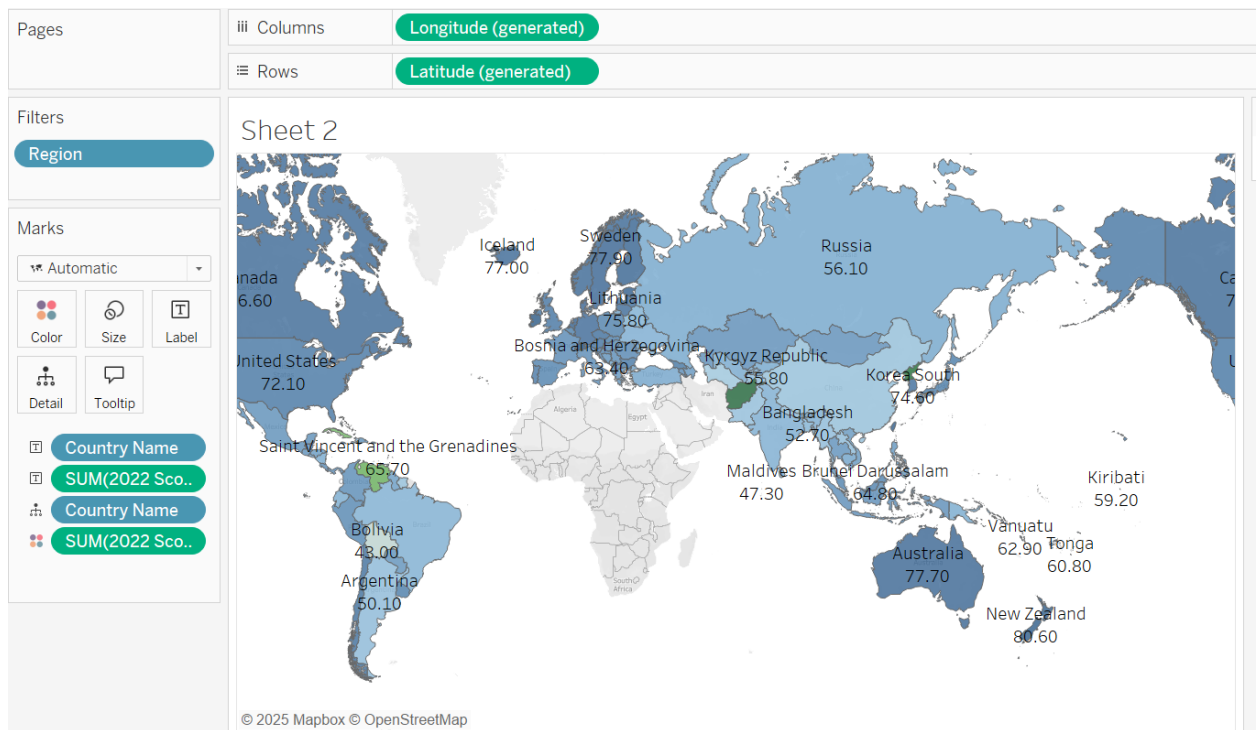 Pages
Columns
Longitude (generated)
Rows
Latitude (generated)
Filters
Region
Sheet 2
Marks
Automatic
Color
Size
Label
Detail
Tooltip
Country Name
SUM(2022 Sco..
Country Name
SUM(2022 Sco..
Iceland
77.00
Sweden
77.90
Russia
56.10
anada
6.60
Lithuania
75.80
Ca
7
United States
72.10
Bosnia and Herzegovina
63.40
Kyrgyz Republic
55.80
Korea South
74.60
U
Iran
Algeria
Egypt
Bangladesh
52.70
Saint Vincent and the Grenadines
65.70
Maldives
47.30
Brunei Darussalam
64.80
Kiribati
59.20
Bolivia
43.00
Vanuatu
62.90
Tonga
60.80
Argentina
50.10
Australia
77.70
South
Africa
New Zealand
80.60
© 2025 Mapbox © OpenStreetMap